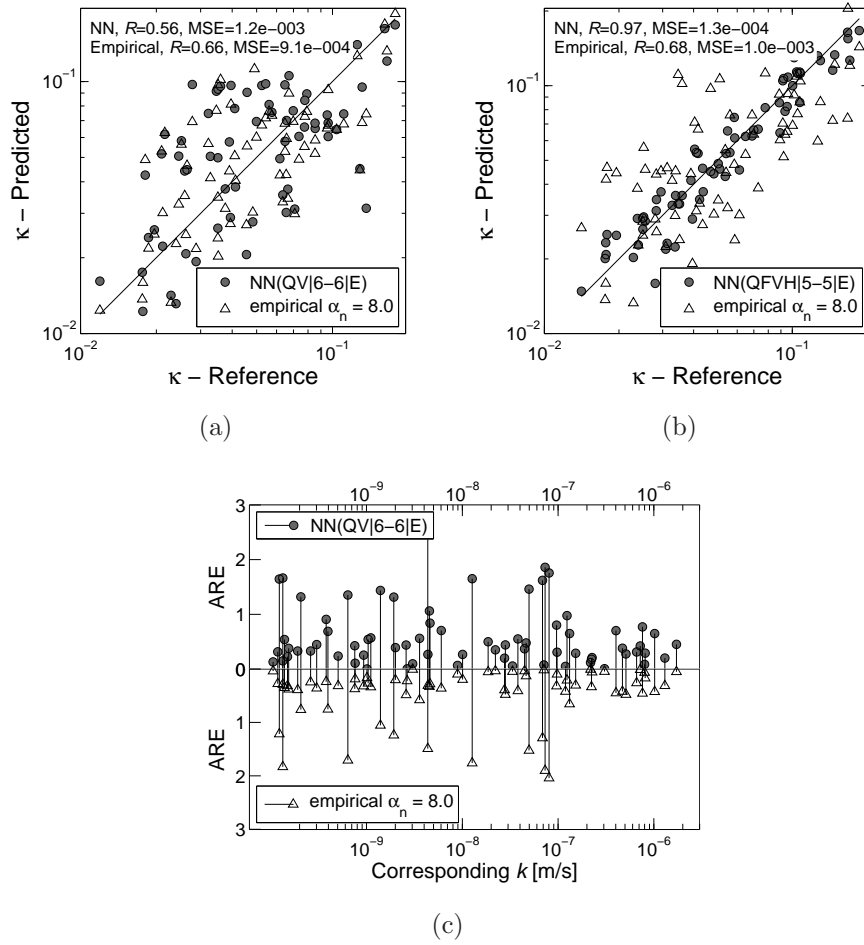 NN, R=0.56, MSE=1.2e−003
Empirical, R=0.66, MSE=9.1e−004
10⁻¹
κ − Predicted
NN(QV|6−6|E)
empirical αₙ = 8.0
10⁻²
10⁻²
10⁻¹
κ − Reference
(a)
NN, R=0.97, MSE=1.3e−004
Empirical, R=0.68, MSE=1.0e−003
10⁻¹
κ − Predicted
NN(QFVH|5−5|E)
empirical αₙ = 8.0
10⁻²
10⁻²
10⁻¹
κ − Reference
(b)
10⁻⁹
10⁻⁸
10⁻⁷
10⁻⁶
3
NN(QV|6−6|E)
2
ARE
1
0
0
1
ARE
2
empirical αₙ = 8.0
3
10⁻⁹
10⁻⁸
10⁻⁷
10⁻⁶
Corresponding k [m/s]
(c)